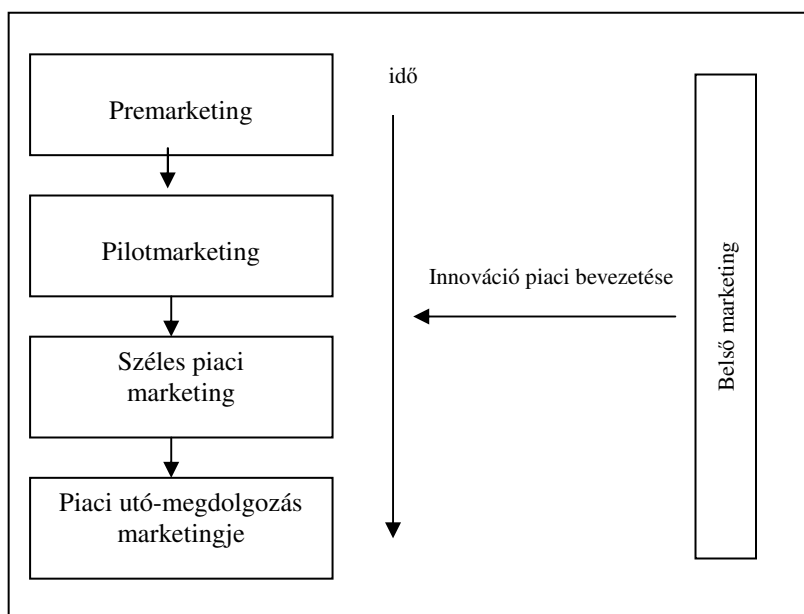 Premarketing
Pilotmarketing
Széles piaci
marketing
Piaci utó-megdolgozás
marketingje
idő
Innováció piaci bevezetése
Belső marketing